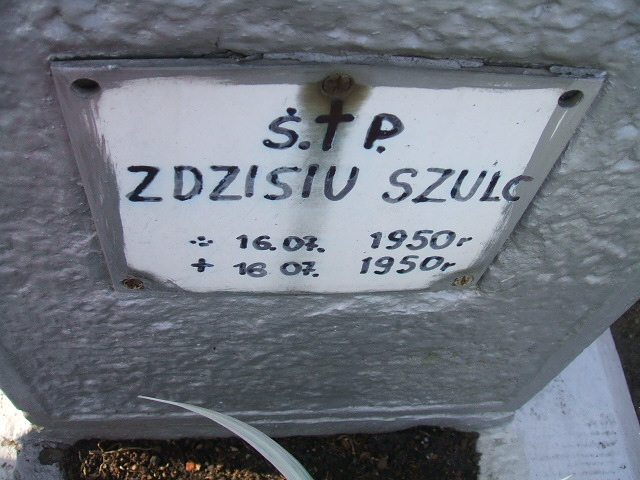 Ś.†P.
ZDZISIU SZULC
÷ 16.07. 1950r
+ 16 07. 1950r